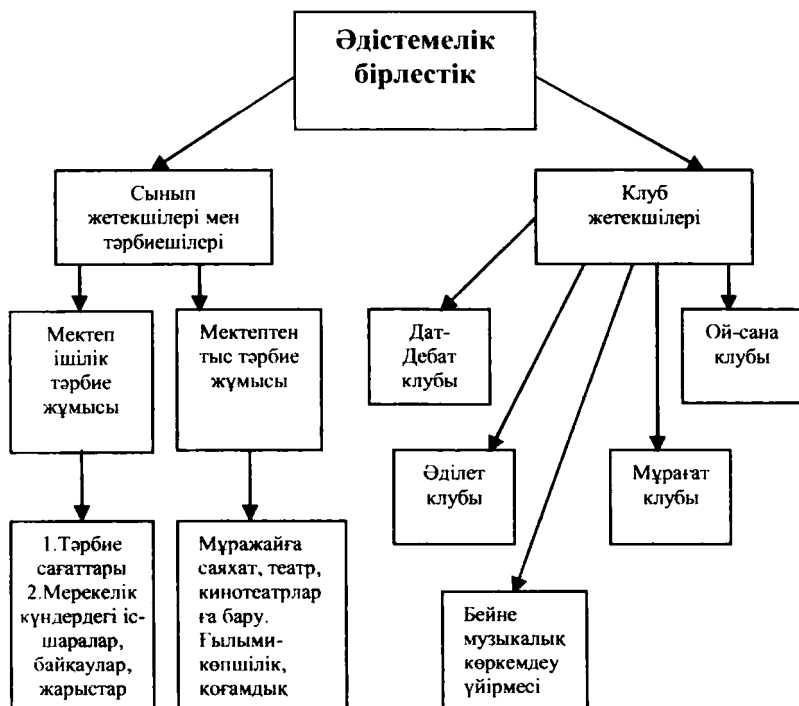 Әдістемелік
бірлестік
Сынып
жетекшілері мен
тәрбиешілері
Клуб
жетекшілері
Мектеп
ішілік
тәрбие
жұмысы
Мектептен
тыс тәрбие
жұмысы
Дат-
Дебат
клубы
Ой-сана
клубы
Әділет
клубы
Мұрағат
клубы
1.Тәрбие
сағаттары
2.Мерекелік
күндердегі іс-
шаралар,
байқаулар,
жарыстар
Мұражайға
саяхат, театр,
кинотеатрлар
ға бару.
Ғылыми-
көпшілік,
қоғамдық
Бейне
музыкалық
көркемдеу
үйірмесі